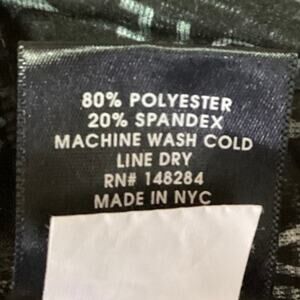 80% POLYESTER
20% SPANDEX
MACHINE WASH COLD
LINE DRY
RN# 148284
MADE IN NYC